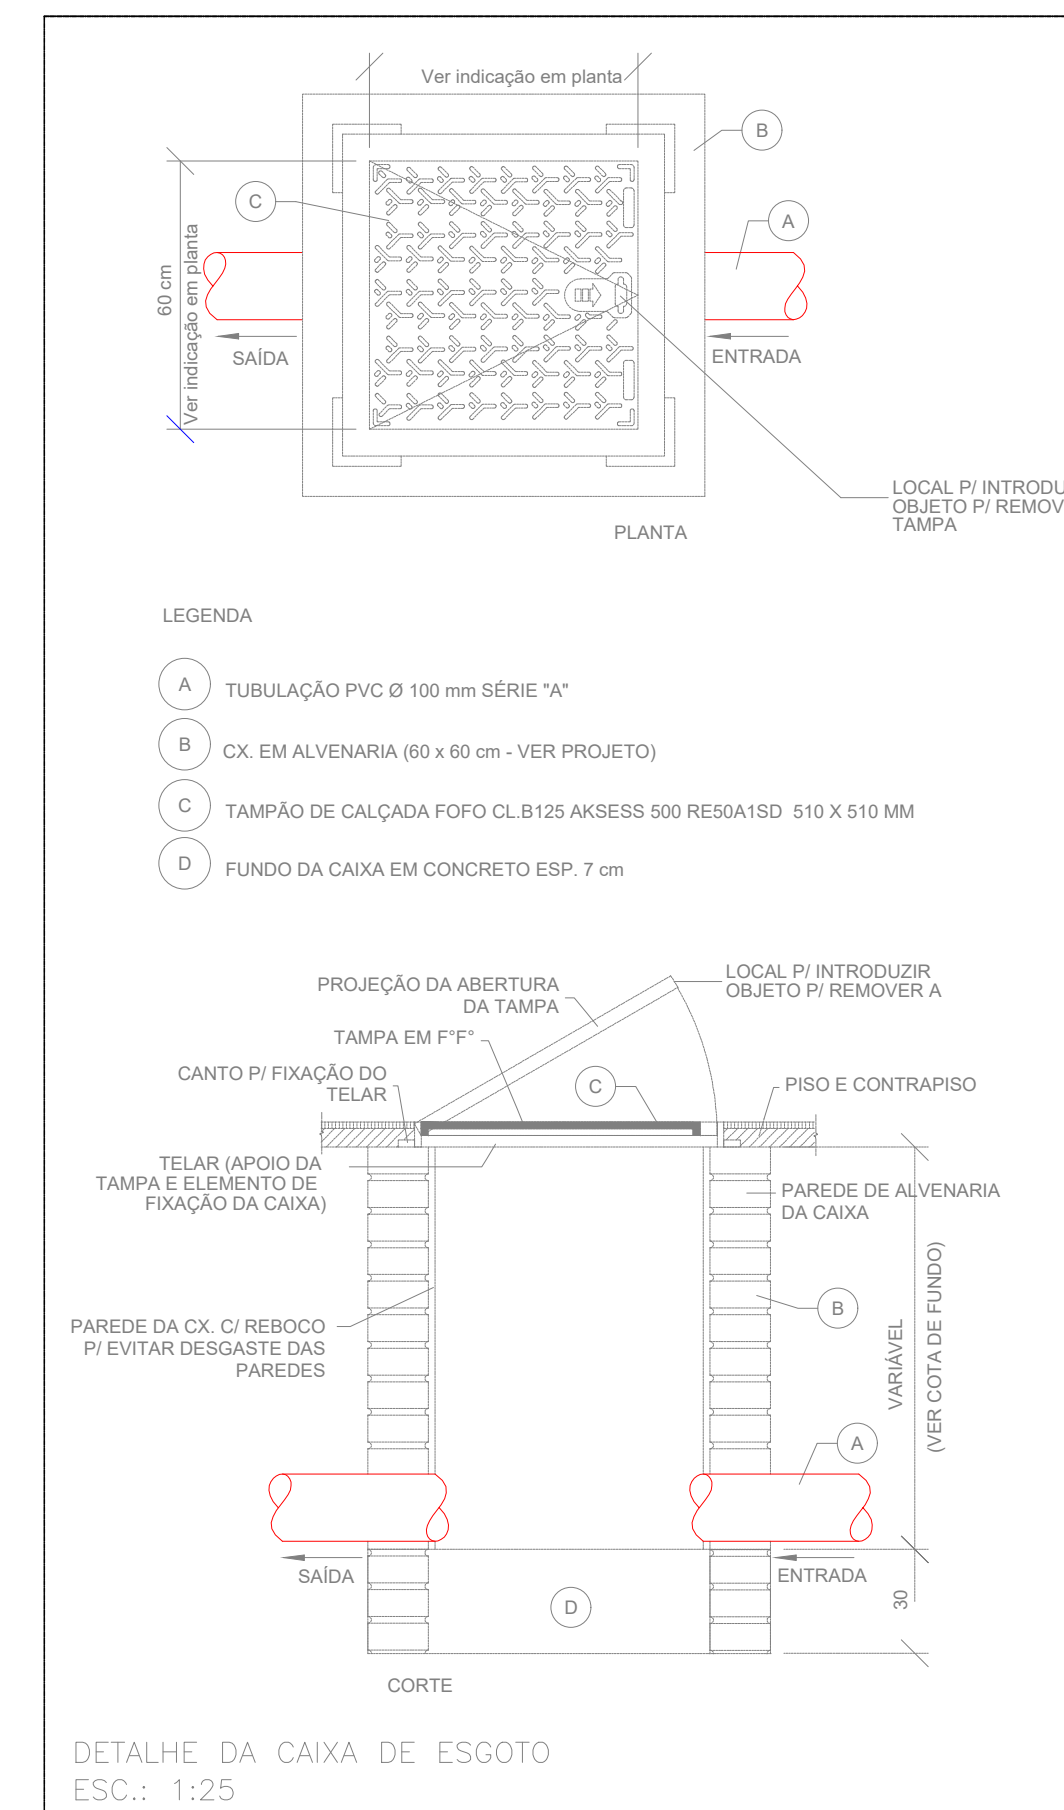 Ver indicação em planta
B
C
A
60 cm
Ver indicação em planta
SAÍDA
ENTRADA
LOCAL P/ INTRODU
OBJETO P/ REMOV
TAMPA
PLANTA
LEGENDA
A TUBULAÇÃO PVC Ø 100 mm SÉRIE "A"
B CX. EM ALVENARIA (60 x 60 cm - VER PROJETO)
C TAMPÃO DE CALÇADA FOFO CL.B125 AKSESS 500 RE50A1SD 510 X 510 MM
D FUNDO DA CAIXA EM CONCRETO ESP. 7 cm
LOCAL P/ INTRODUZIR
OBJETO P/ REMOVER A
PROJEÇÃO DA ABERTURA
DA TAMPA
TAMPA EM F°F°
CANTO P/ FIXAÇÃO DO
TELAR
C
PISO E CONTRAPISO
TELAR (APOIO DA
TAMPA E ELEMENTO DE
FIXAÇÃO DA CAIXA)
PAREDE DE ALVENARIA
DA CAIXA
B
PAREDE DA CX. C/ REBOCO
P/ EVITAR DESGASTE DAS
PAREDES
VARIÁVEL
(VER COTA DE FUNDO)
A
SAÍDA
ENTRADA
30
D
CORTE
DETALHE DA CAIXA DE ESGOTO
ESC.: 1:25